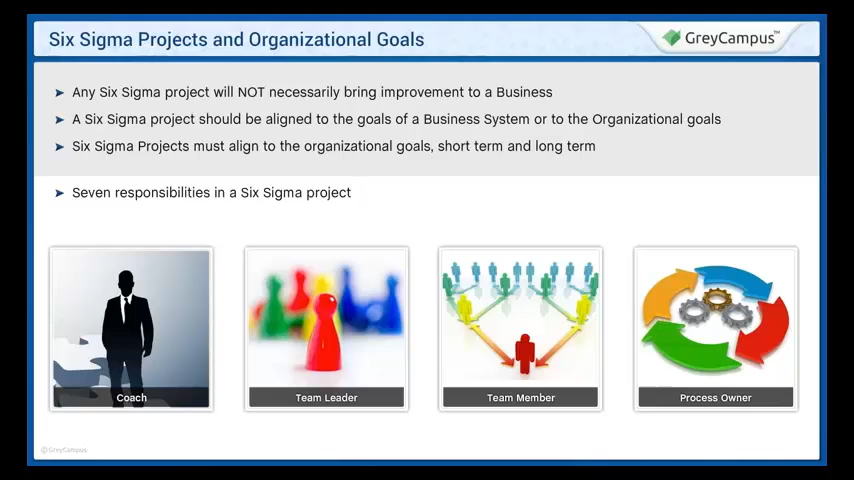 Six Sigma Projects and Organizational Goals
GreyCampus™
➤ Any Six Sigma project will NOT necessarily bring improvement to a Business
➤ A Six Sigma project should be aligned to the goals of a Business System or to the Organizational goals
➤ Six Sigma Projects must align to the organizational goals, short term and long term
➤ Seven responsibilities in a Six Sigma project
Coach
Team Leader
Team Member
Process Owner
©GreyCampus